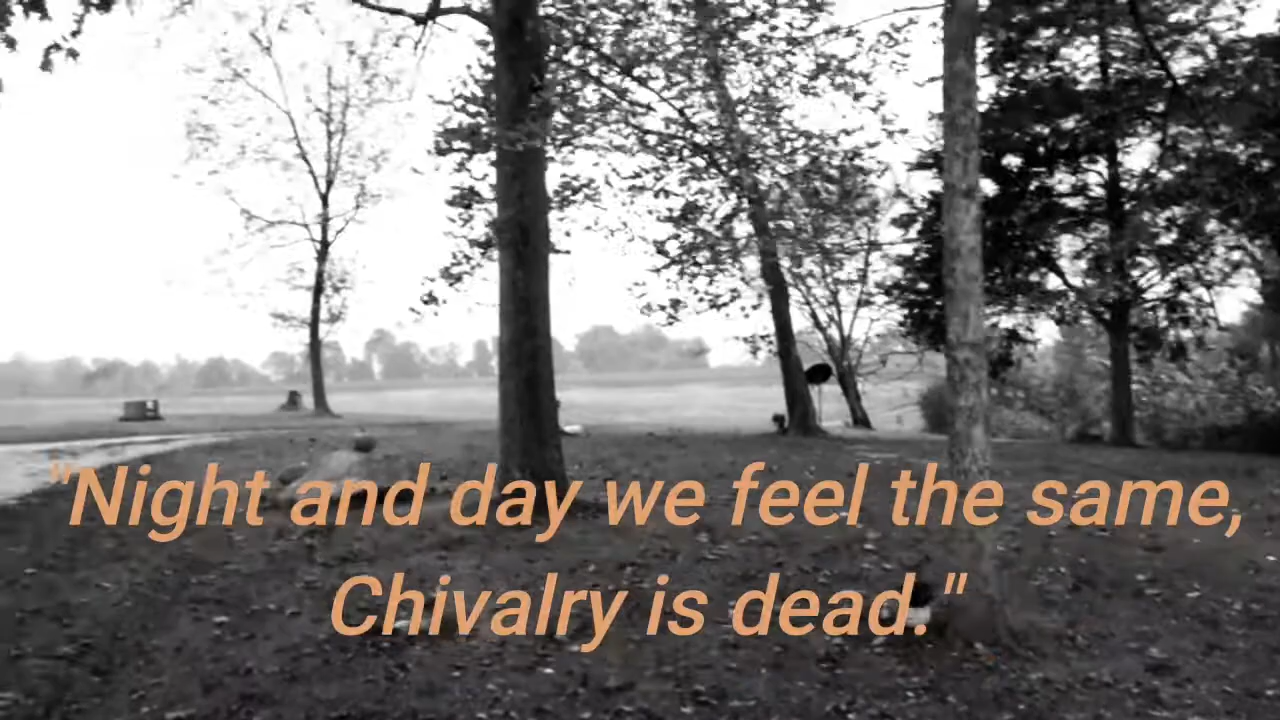 "Night and day we feel the same,
Chivalry is dead."